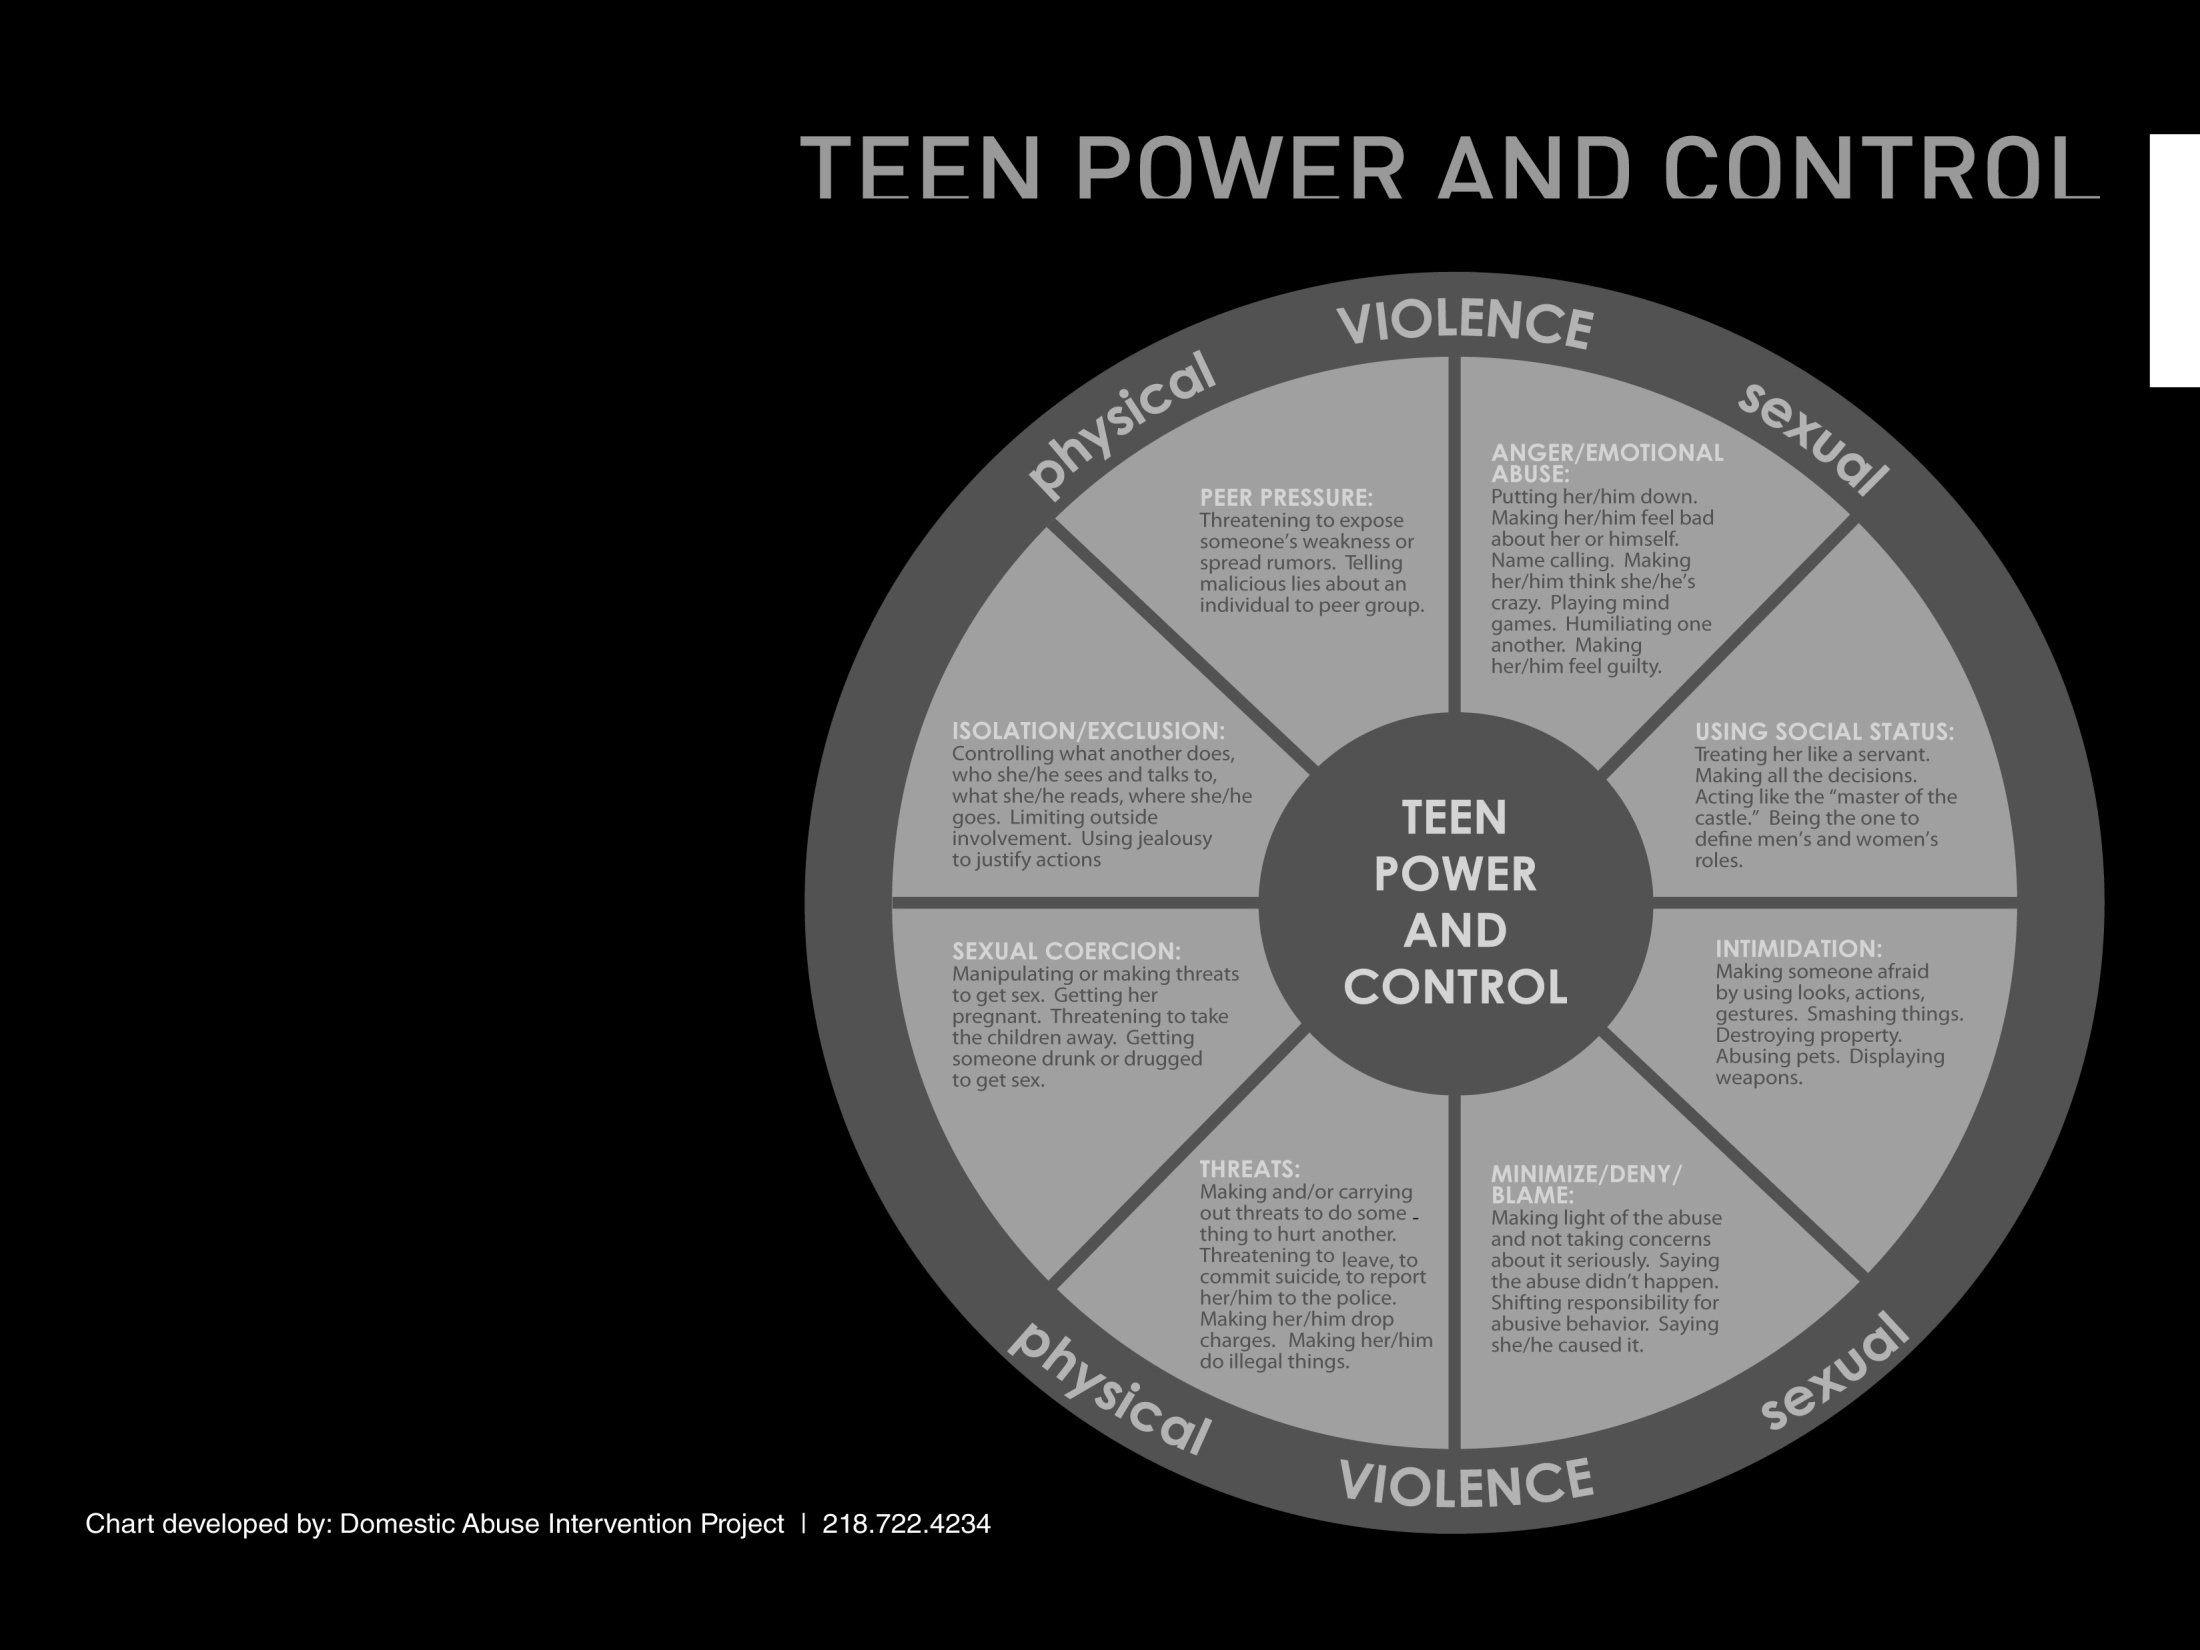 TEEN POWER AND CONTROL
VIOLENCE
physical
sexual
PEER PRESSURE:
Threatening to expose
someone's weakness or
spread rumors. Telling
malicious lies about an
individual to peer group.
ANGER/EMOTIONAL
ABUSE:
Putting her/him down.
Making her/him feel bad
about her or himself.
Name calling. Making
her/him think she/he's
crazy. Playing mind
games. Humiliating one
another. Making
her/him feel guilty.
ISOLATION/EXCLUSION:
Controlling what another does,
who she/he sees and talks to,
what she/he reads, where she/he
goes. Limiting outside
involvement. Using jealousy
to justify actions
USING SOCIAL STATUS:
Treating her like a servant.
Making all the decisions.
Acting like the “master of the
castle.” Being the one to
define men's and women's
roles.
TEEN
POWER
AND
CONTROL
SEXUAL COERCION:
Manipulating or making threats
to get sex. Getting her
pregnant. Threatening to take
the children away. Getting
someone drunk or drugged
to get sex.
INTIMIDATION:
Making someone afraid
by using looks, actions,
gestures. Smashing things.
Destroying property.
Abusing pets. Displaying
weapons.
THREATS:
Making and/or carrying
out threats to do some -
thing to hurt another.
Threatening to leave, to
commit suicide, to report
her/him to the police.
Making her/him drop
charges. Making her/him
do illegal things.
MINIMIZE/DENY/
BLAME:
Making light of the abuse
and not taking concerns
about it seriously. Saying
the abuse didn't happen.
Shifting responsibility for
abusive behavior. Saying
she/he caused it.
physical
sexual
VIOLENCE
Chart developed by: Domestic Abuse Intervention Project | 218.722.4234